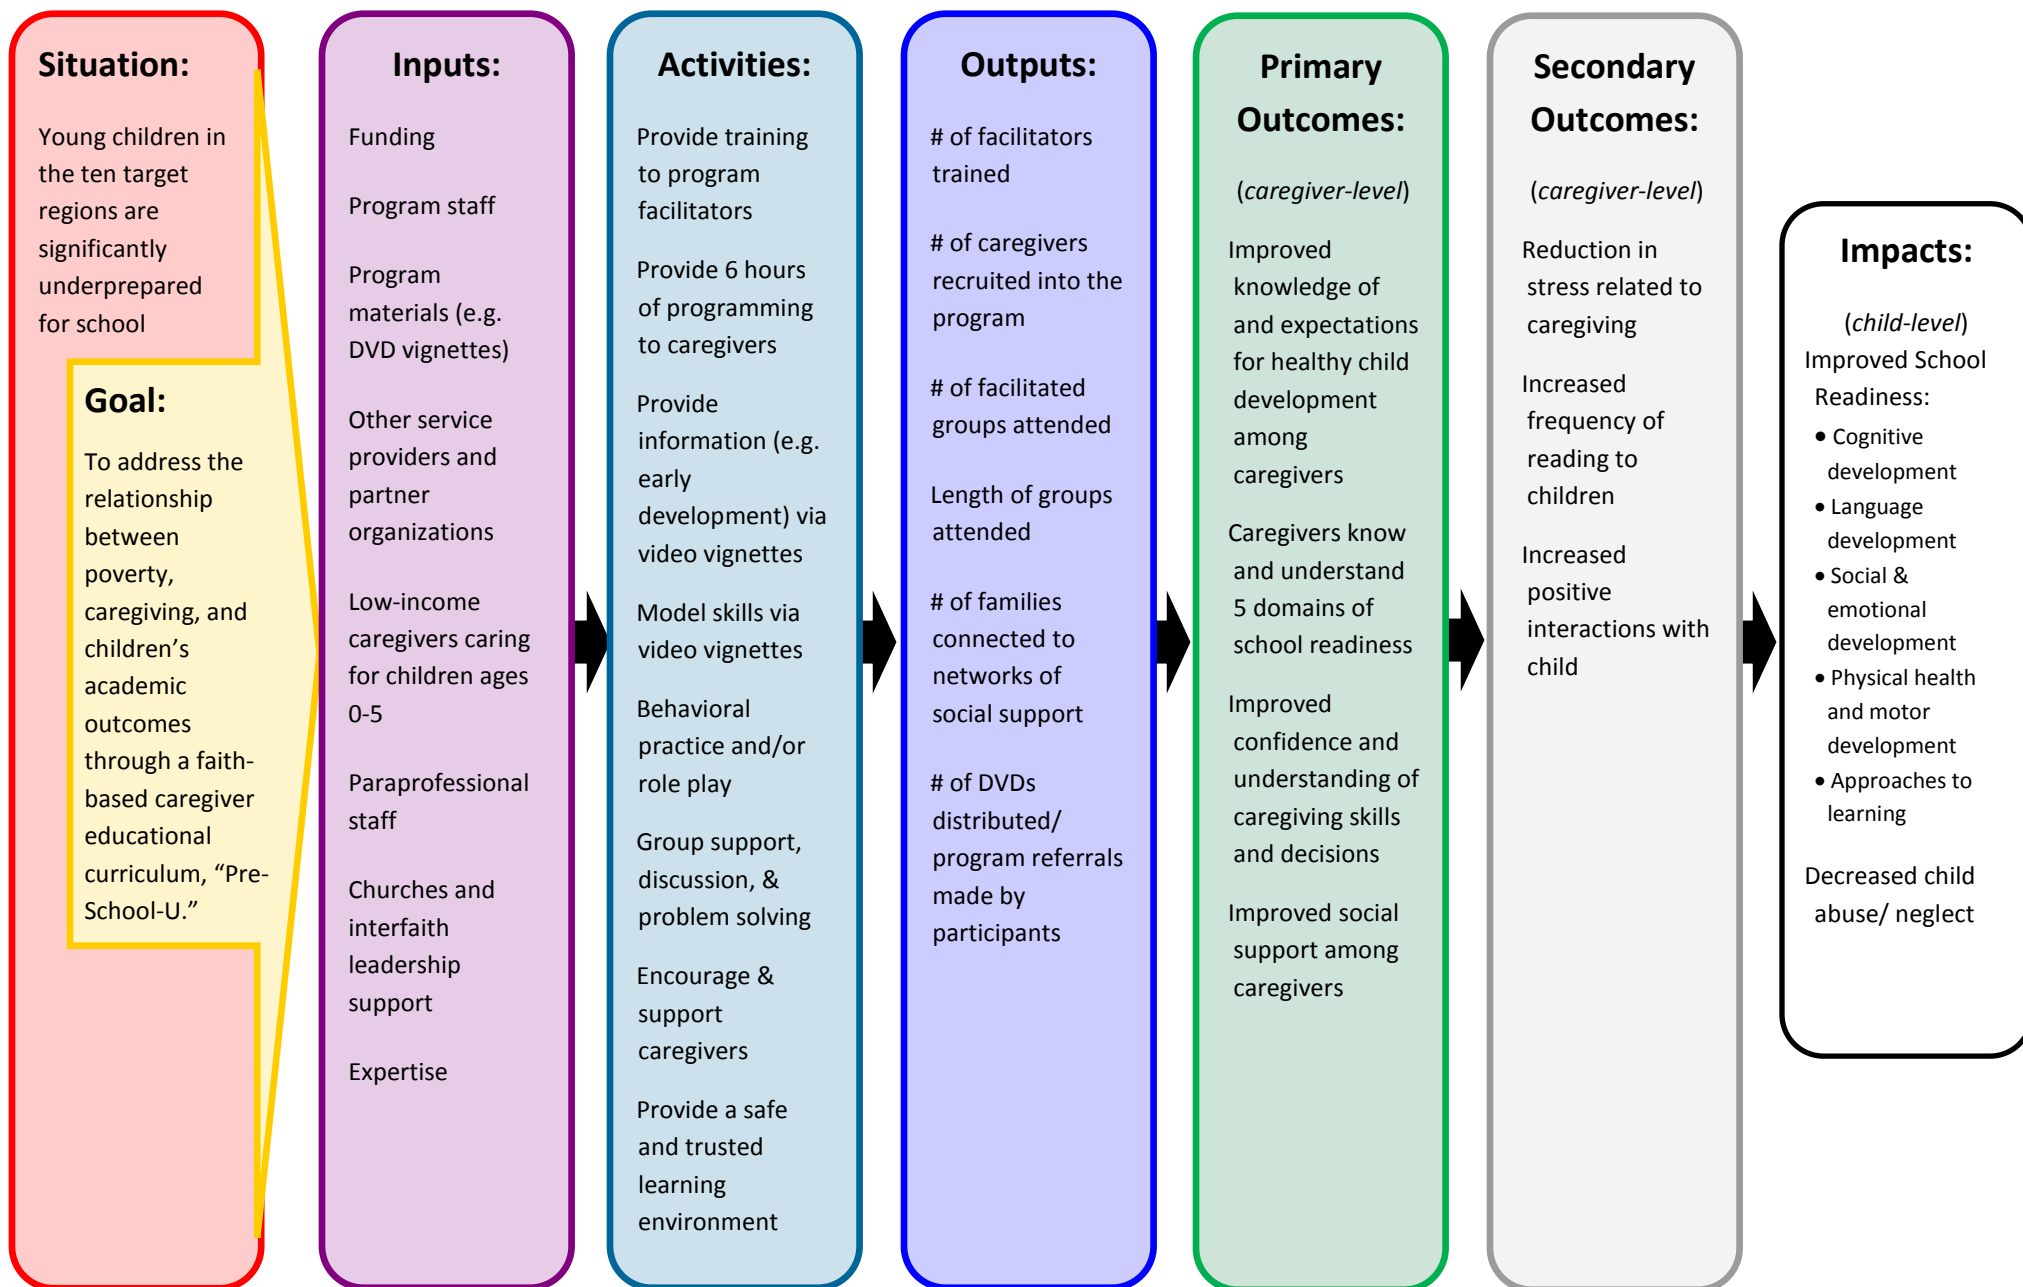 Situation:
Young children in
the ten target
regions are
significantly
underprepared
for school
Goal:
To address the
relationship
between
poverty,
caregiving, and
children’s
academic
outcomes
through a faith-
based caregiver
educational
curriculum, “Pre-
School-U.”
Inputs:
Funding
Program staff
Program
materials (e.g.
DVD vignettes)
Other service
providers and
partner
organizations
Low-income
caregivers caring
for children ages
0-5
Paraprofessional
staff
Churches and
interfaith
leadership
support
Expertise
Activities:
Provide training
to program
facilitators
Provide 6 hours
of programming
to caregivers
Provide
information (e.g.
early
development) via
video vignettes
Model skills via
video vignettes
Behavioral
practice and/or
role play
Group support,
discussion, &
problem solving
Encourage &
support
caregivers
Provide a safe
and trusted
learning
environment
Outputs:
# of facilitators
trained
# of caregivers
recruited into the
program
# of facilitated
groups attended
Length of groups
attended
# of families
connected to
networks of
social support
# of DVDs
distributed/
program referrals
made by
participants
Primary
Outcomes:
(caregiver-level)
Improved
knowledge of
and expectations
for healthy child
development
among
caregivers
Caregivers know
and understand
5 domains of
school readiness
Improved
confidence and
understanding of
caregiving skills
and decisions
Improved social
support among
caregivers
Secondary
Outcomes:
(caregiver-level)
Reduction in
stress related to
caregiving
Increased
frequency of
reading to
children
Increased
positive
interactions with
child
Impacts:
(child-level)
Improved School
Readiness:
• Cognitive
development
• Language
development
• Social &
emotional
development
• Physical health
and motor
development
• Approaches to
learning
Decreased child
abuse/ neglect